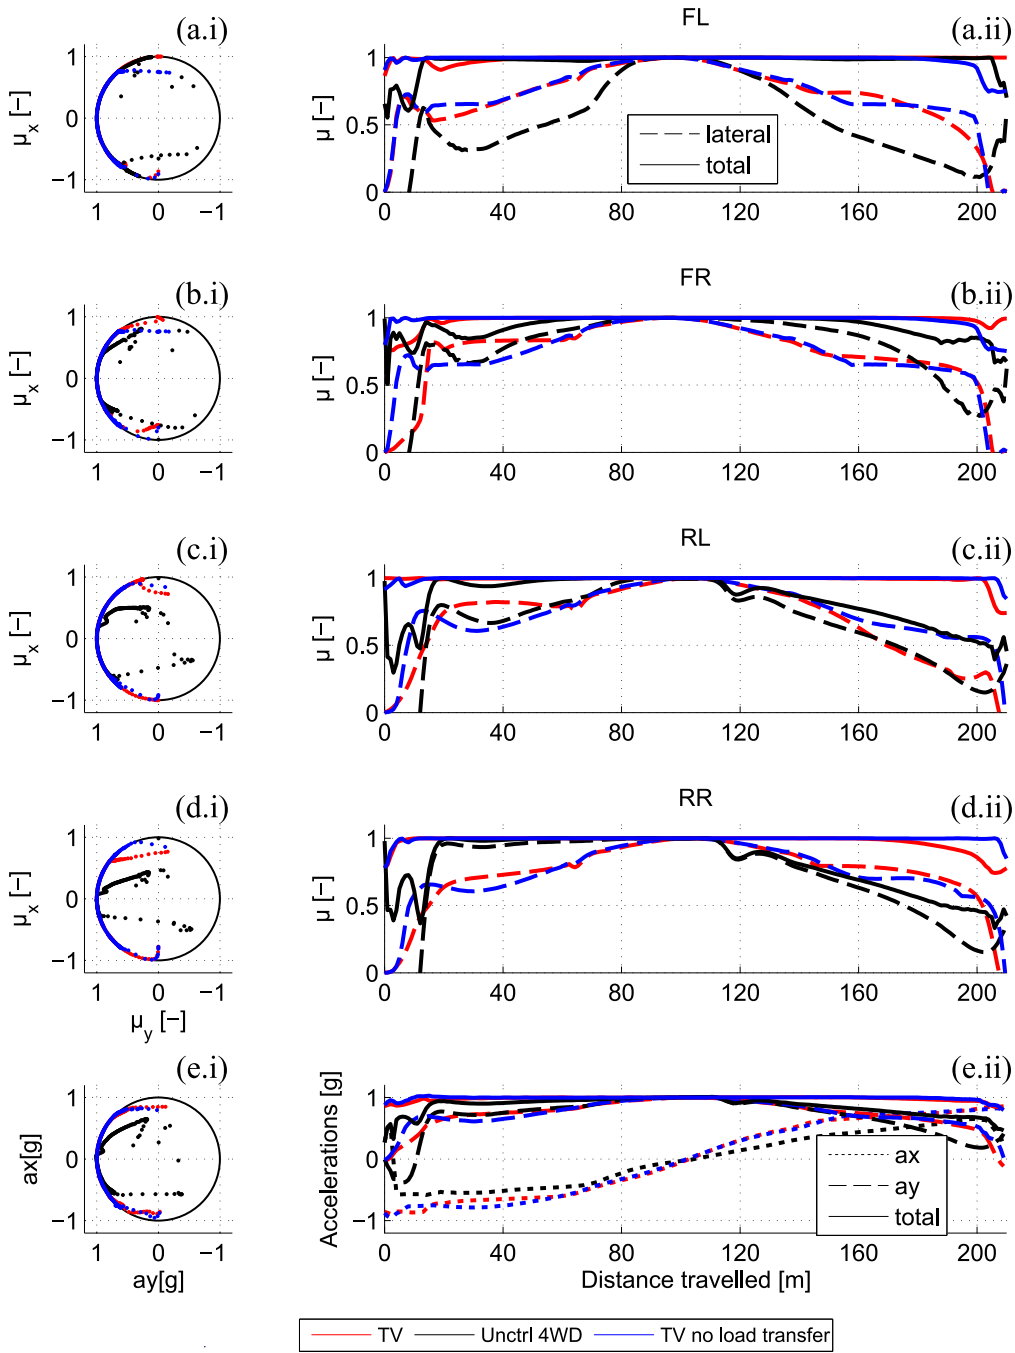 (a.i) FL (a.ii)
1
0
−1
μx [−]
1 0 −1
1
0.5
1
μ [−]
lateral
total
0 40 80 120 160 200
(b.i) FR (b.ii)
1
0
−1
μx [−]
1 0 −1
1
0.5
0
μ [−]
0 40 80 120 160 200
(c.i) RL (c.ii)
1
0
−1
μx [−]
1 0 −1
1
0.5
1
μ [−]
0 40 80 120 160 200
(d.i) RR (d.ii)
1
0
−1
μx [−]
1 0 −1
μy [−]
1
0.5
1
μ [−]
0 40 80 120 160 200
(e.i) (e.ii)
1
0
−1
ax[g]
1 0 −1
ay[g]
1
0
−1
Accelerations [g]
ax
ay
total
0 40 80 120 160 200
Distance travelled [m]
TV Unctrl 4WD TV no load transfer